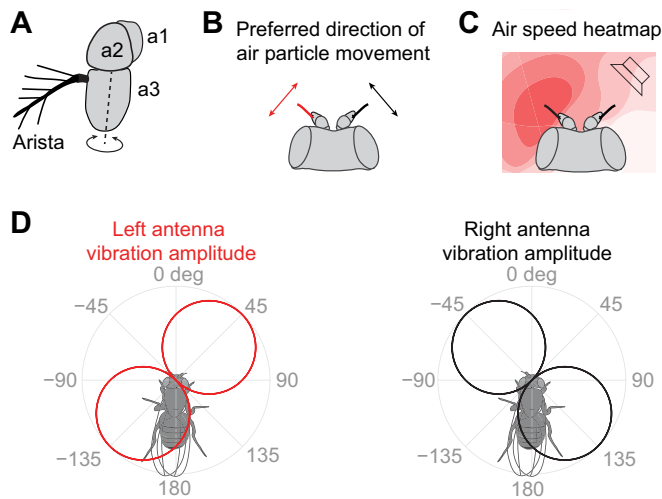 A
a1
a2
a3
Arista
B
Preferred direction of
air particle movement
C
Air speed heatmap
D
Left antenna
vibration amplitude
0 deg
−45
45
−90
90
−135
135
180
Right antenna
vibration amplitude
0 deg
−45
45
−90
90
−135
135
180